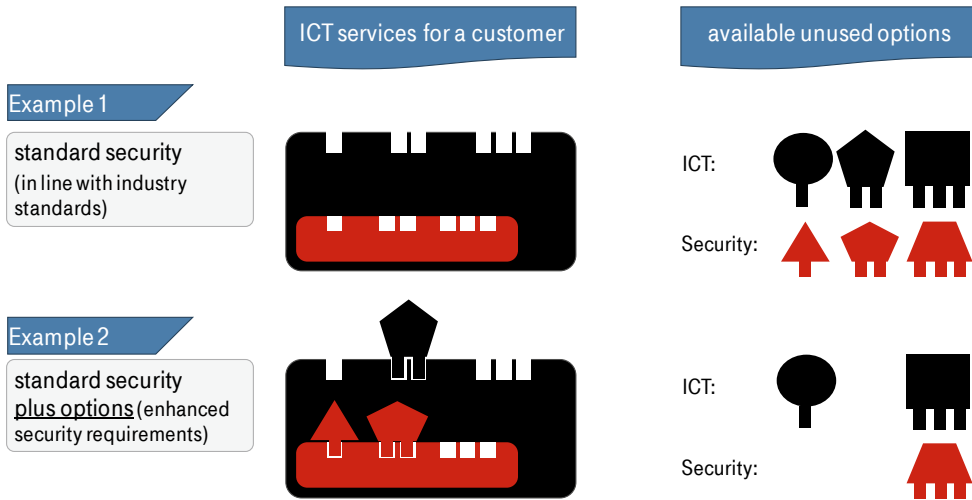 ICT services for a customer
available unused options
Example 1
standard security
(in line with industry
standards)
ICT:
Security:
Example 2
standard security
plus options (enhanced
security requirements)
ICT:
Security: